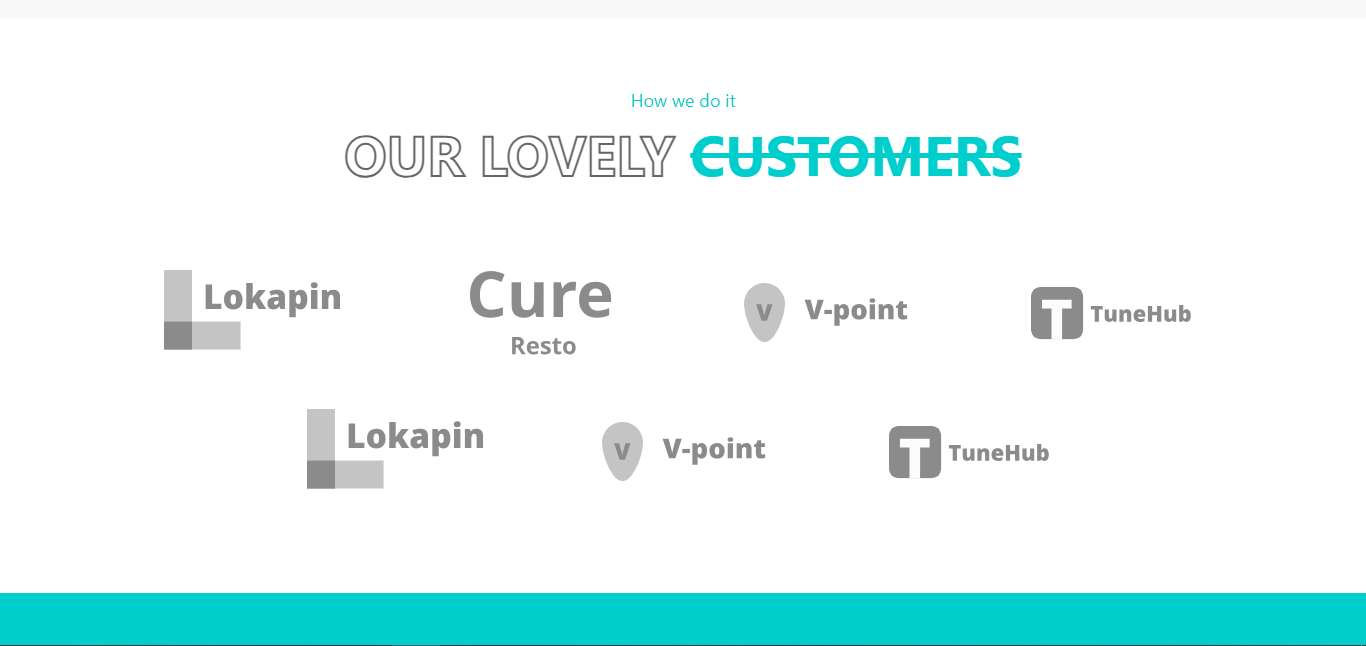 How we do it
OUR LOVELY CUSTOMERS
Lokapin
Cure
Resto
V V-point
T TuneHub
Lokapin
V V-point
T TuneHub